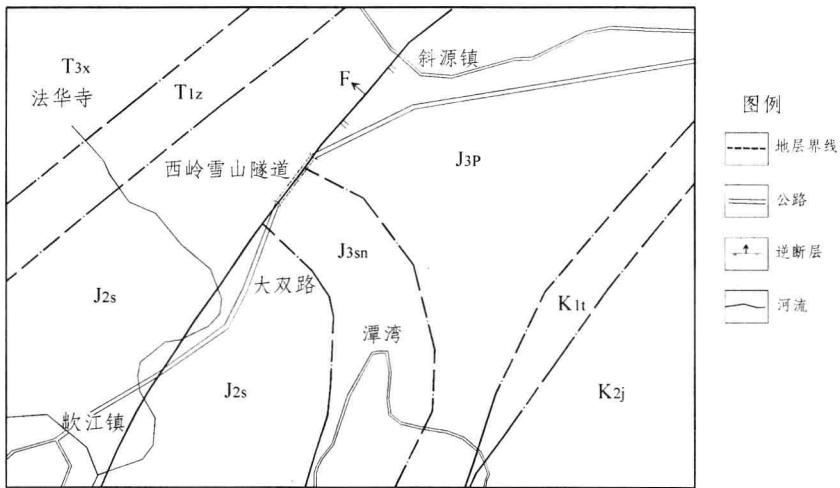 斜源镇
T3x
F
法华寺
T1z
图例
地层界线
西岭雪山隧道
J3P
公路
J3sn
逆断层
J2s
大双路
K1t
河流
潭湾
J2s
K2j
䢺江镇